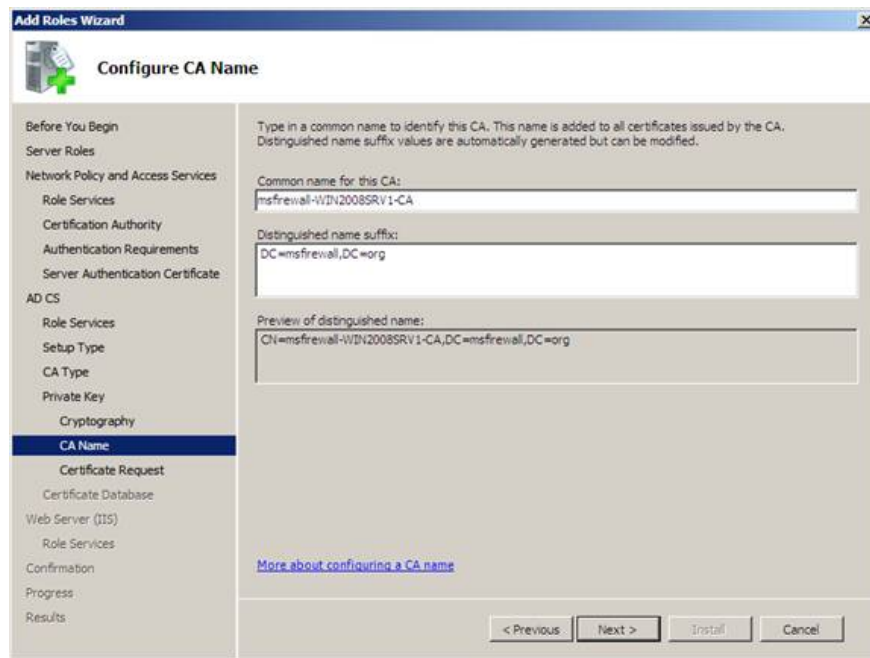 Add Roles Wizard
Configure CA Name
Before You Begin
Server Roles
Network Policy and Access Services
Role Services
Certification Authority
Authentication Requirements
Server Authentication Certificate
AD CS
Role Services
Setup Type
CA Type
Private Key
Cryptography
CA Name
Certificate Request
Certificate Database
Web Server (IIS)
Role Services
Confirmation
Progress
Results
Type in a common name to identify this CA. This name is added to all certificates issued by the CA.
Distinguished name suffix values are automatically generated but can be modified.
Common name for this CA:
msfirewall-WIN2008SRV1-CA
Distinguished name suffix:
DC=msfirewall,DC=org
Preview of distinguished name:
CN=msfirewall-WIN2008SRV1-CA,DC=msfirewall,DC=org
More about configuring a CA name
< Previous
Next >
Install
Cancel